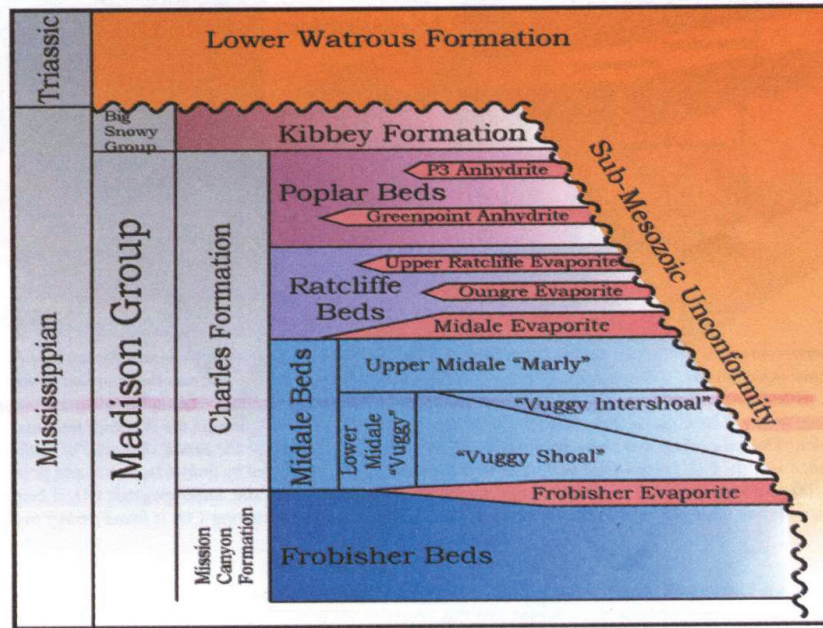 Triassic
Lower Watrous Formation
Big
Snowy
Group
Kibbey Formation
Sub-Mesozoic Unconformity
Mississippian
Madison Group
Charles Formation
P3 Anhydrite
Poplar Beds
Greenpoint Anhydrite
Upper Ratcliffe Evaporite
Ratcliffe
Beds
Oungre Evaporite
Midale Evaporite
Midale Beds
Upper Midale "Marly"
Lower
Midale
"Vuggy"
"Vuggy Intershoal"
"Vuggy Shoal"
Frobisher Evaporite
Mission
Canyon
Formation
Frobisher Beds